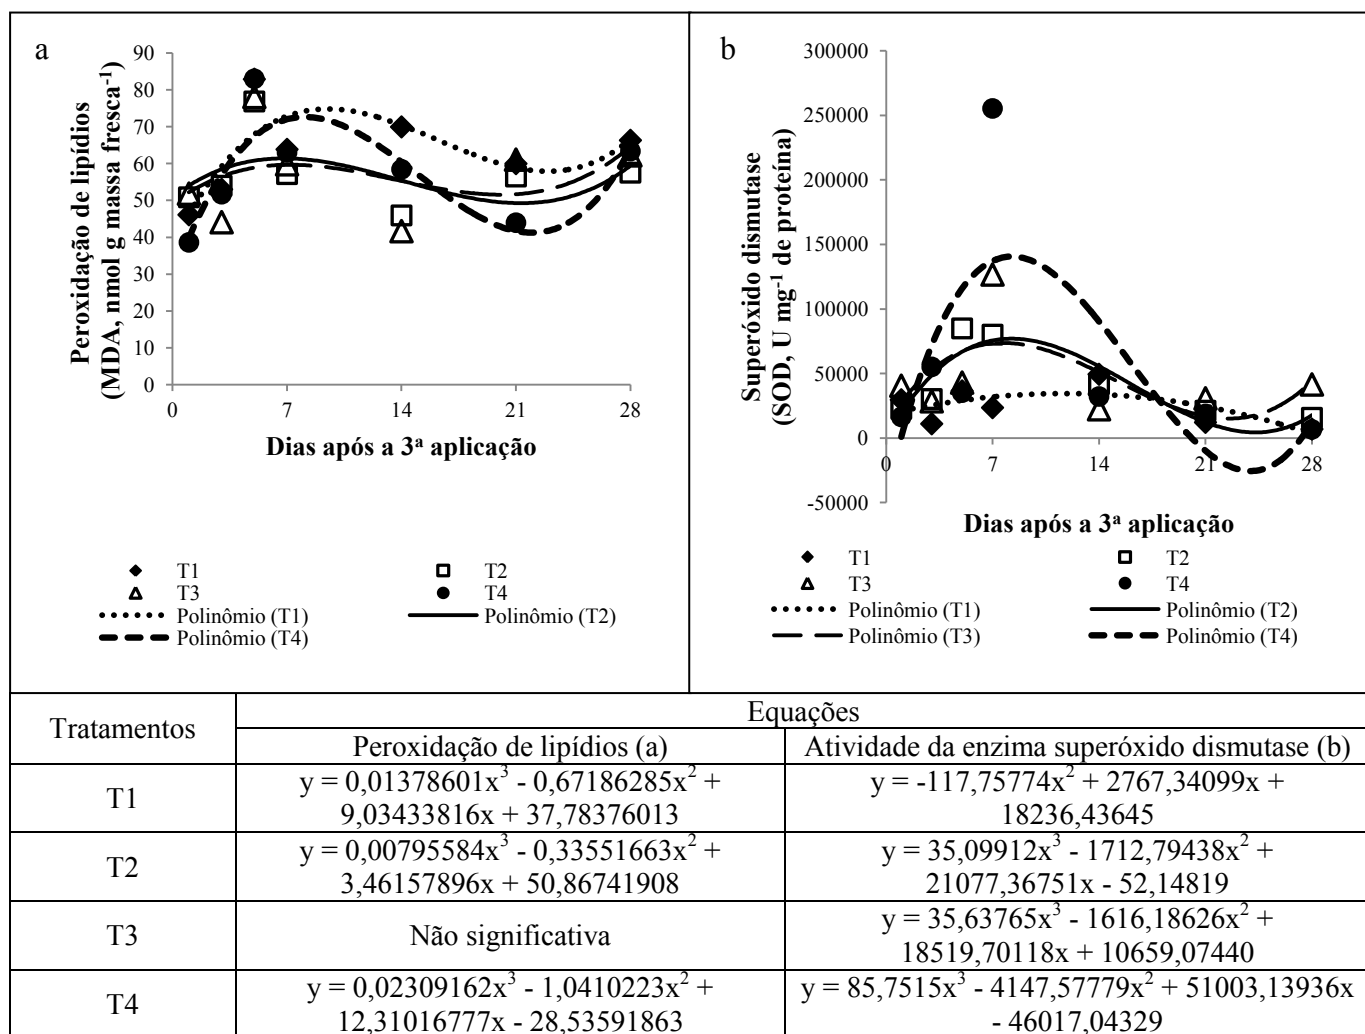 a
Peroxidação de lipídios
(MDA, nmol g massa fresca⁻¹)
90
80
70
60
50
40
30
20
10
0
0 7 14 21 28
Dias após a 3ª aplicação
T1 T2
T3 T4
Polinômio (T1) Polinômio (T2)
Polinômio (T4)
b
Superóxido dismutase
(SOD, U mg⁻¹ de proteína)
300000
250000
200000
150000
100000
50000
0
-50000
0 7 14 21 28
Dias após a 3ª aplicação
T1 T2
T3 T4
Polinômio (T1) Polinômio (T2)
Polinômio (T3) Polinômio (T4)
Tratamentos
Equações
Peroxidação de lipídios (a) Atividade da enzima superóxido dismutase (b)
T1
y = 0,01378601x³ - 0,67186285x² +
9,03433816x + 37,78376013
y = -117,75774x² + 2767,34099x +
18236,43645
T2
y = 0,00795584x³ - 0,33551663x² +
3,46157896x + 50,86741908
y = 35,09912x³ - 1712,79438x² +
21077,36751x - 52,14819
T3
Não significativa
y = 35,63765x³ - 1616,18626x² +
18519,70118x + 10659,07440
T4
y = 0,02309162x³ - 1,0410223x² +
12,31016777x - 28,53591863
y = 85,7515x³ - 4147,57779x² + 51003,13936x
- 46017,04329